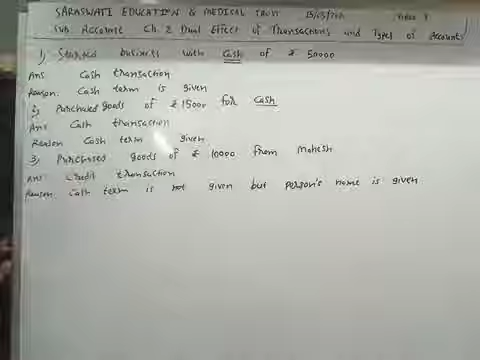 SARASWATI EDUCATION & MEDICAL TRUST Video
Sub Account Ch 2 Dual Effect of Transactions and Types of Accounts
1) Started business with Cash of ₹ 50000
Ans Cash transaction
Reason: Cash term is given
2) Purchased goods of ₹ 15000 for Cash
Ans Cash transaction
Reason Cash term given
3) Purchased goods of ₹ 10000 from Mahesh
Ans Credit transaction
Reason Cash term is not given but person's name is given